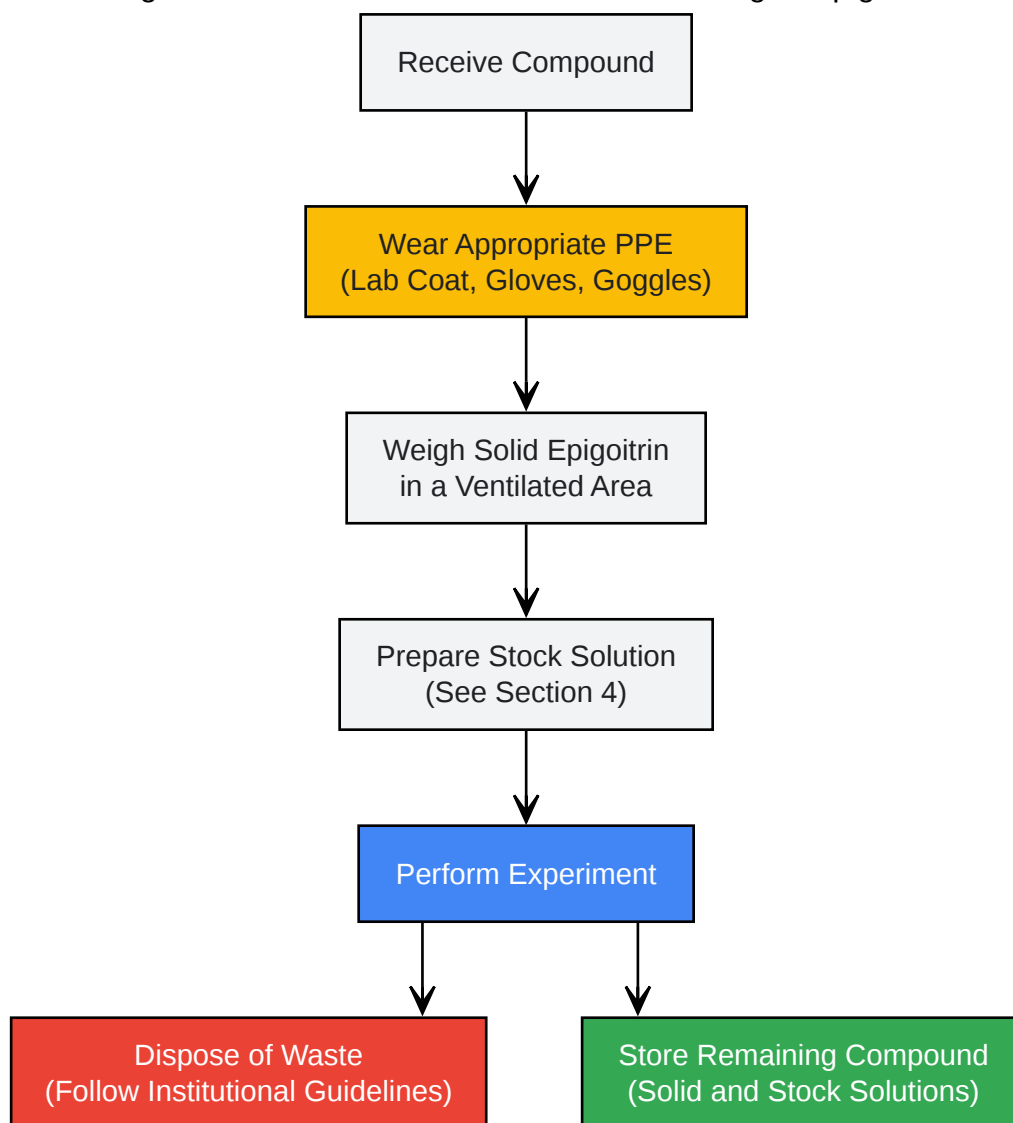 Receive Compound
Wear Appropriate PPE
(Lab Coat, Gloves, Goggles)
Weigh Solid Epigoitrin
in a Ventilated Area
Prepare Stock Solution
(See Section 4)
Perform Experiment
Dispose of Waste
(Follow Institutional Guidelines)
Store Remaining Compound
(Solid and Stock Solutions)